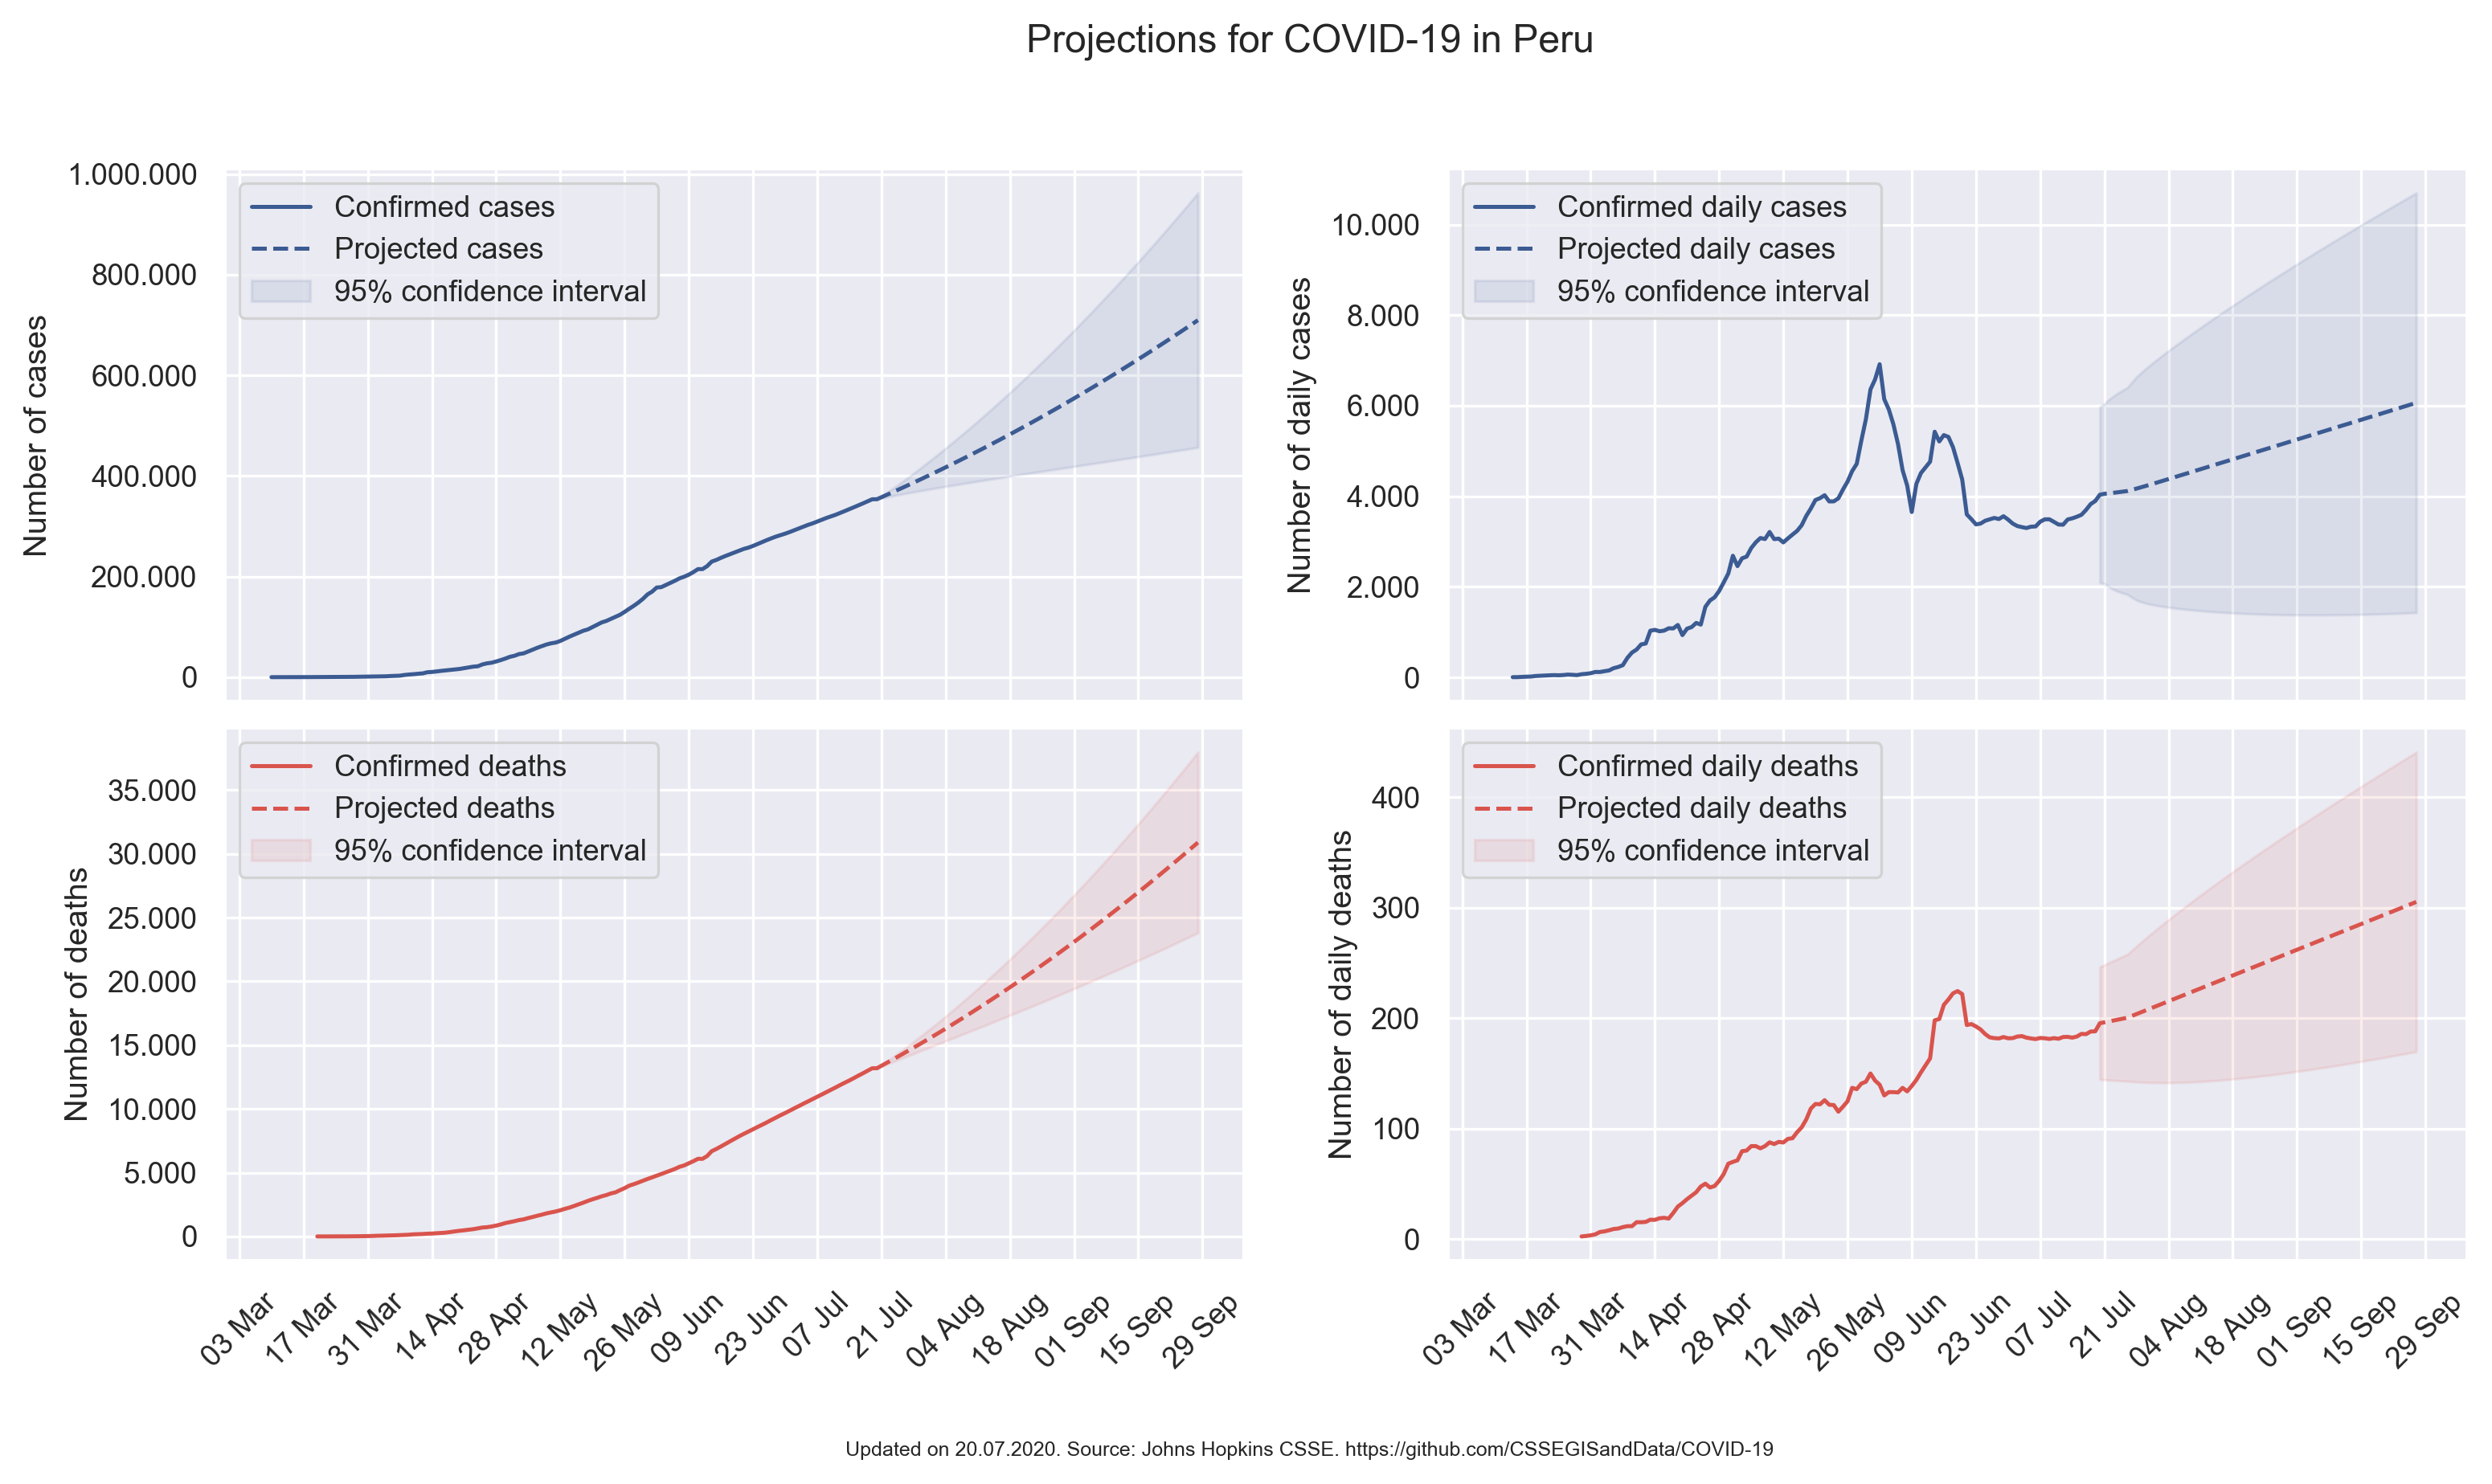 Projections for COVID-19 in Peru
1.000.000
800.000
600.000
400.000
200.000
0
Number of cases
Confirmed cases
Projected cases
95% confidence interval
10.000
8.000
6.000
4.000
2.000
0
Number of daily cases
Confirmed daily cases
Projected daily cases
95% confidence interval
35.000
30.000
25.000
20.000
15.000
10.000
5.000
0
Number of deaths
Confirmed deaths
Projected deaths
95% confidence interval
03 Mar
17 Mar
31 Mar
14 Apr
28 Apr
12 May
26 May
09 Jun
23 Jun
07 Jul
21 Jul
04 Aug
18 Aug
01 Sep
15 Sep
29 Sep
400
300
200
100
0
Number of daily deaths
Confirmed daily deaths
Projected daily deaths
95% confidence interval
03 Mar
17 Mar
31 Mar
14 Apr
28 Apr
12 May
26 May
09 Jun
23 Jun
07 Jul
21 Jul
04 Aug
18 Aug
01 Sep
15 Sep
29 Sep
Updated on 20.07.2020. Source: Johns Hopkins CSSE. https://github.com/CSSEGISandData/COVID-19